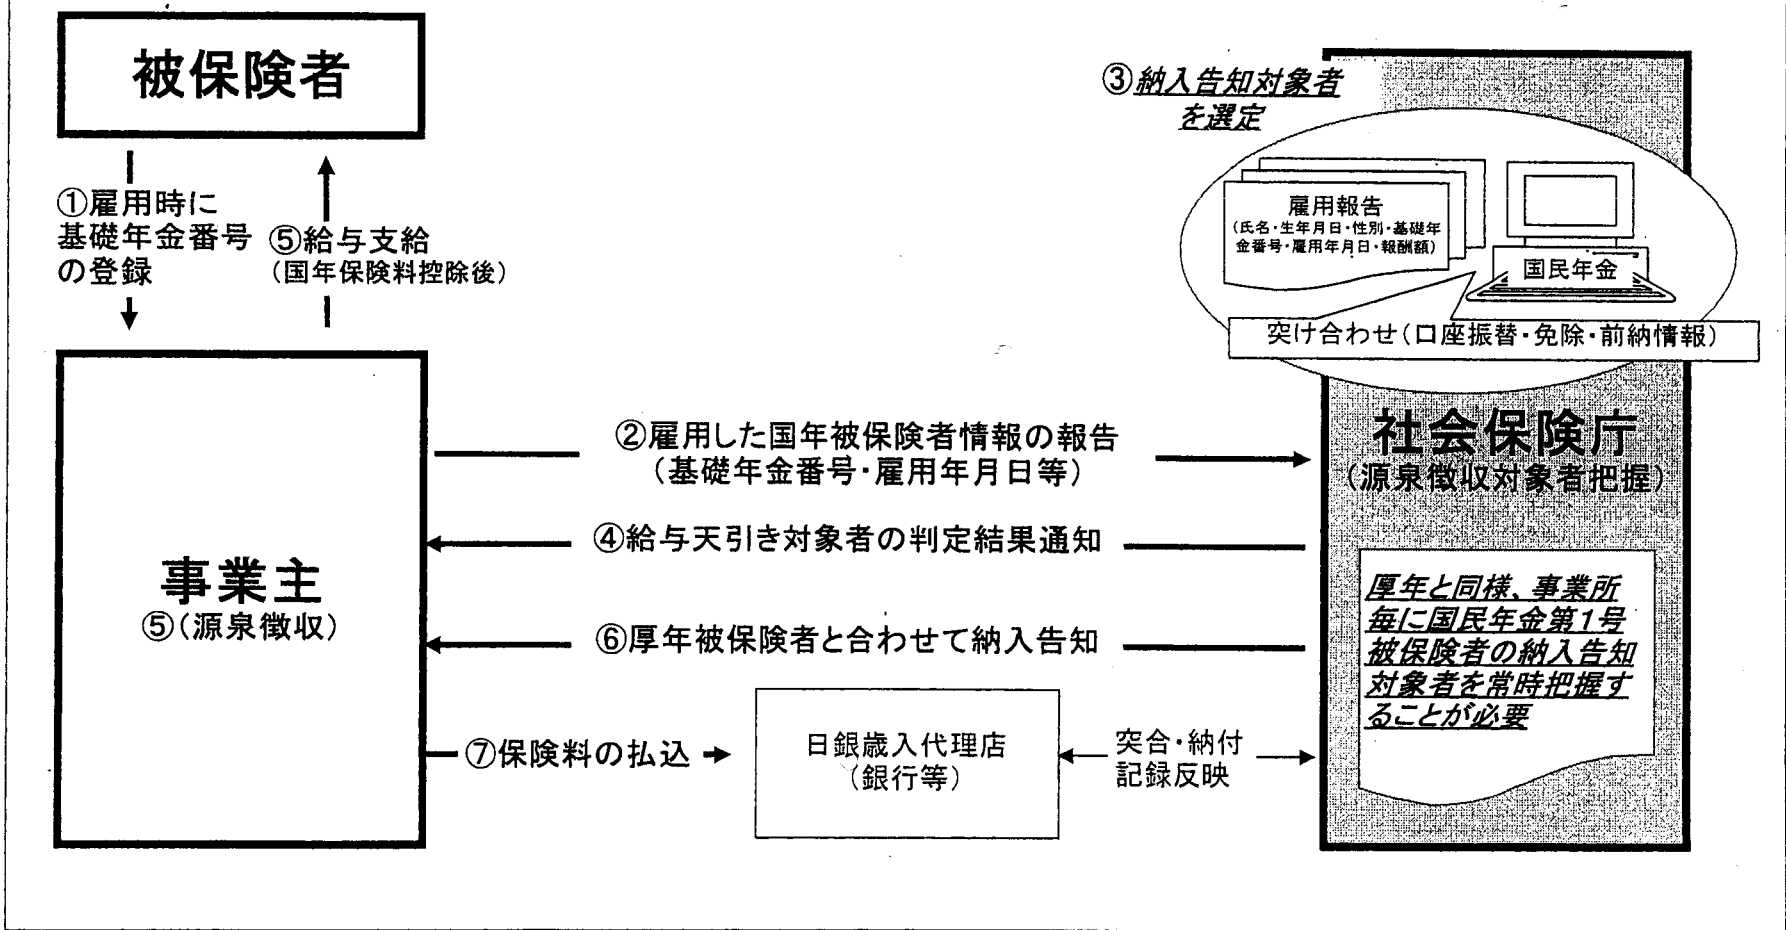 被保険者
①雇用時に
基礎年金番号
の登録
⑤給与支給
(国年保険料控除後)
③納入告知対象者
を選定
雇用報告
(氏名・生年月日・性別・基礎年
金番号・雇用年月日・報酬額)
国民年金
突け合わせ(口座振替・免除・前納情報)
社会保険庁
(源泉徴収対象者把握)
②雇用した国年被保険者情報の報告
(基礎年金番号・雇用年月日等)
④給与天引き対象者の判定結果通知
事業主
⑤(源泉徴収)
⑥厚年被保険者と合わせて納入告知
厚年と同様、事業所
毎に国民年金第1号
被保険者の納入告知
対象者を常時把握す
ることが必要
⑦保険料の払込
日銀歳入代理店
(銀行等)
突合・納付
記録反映